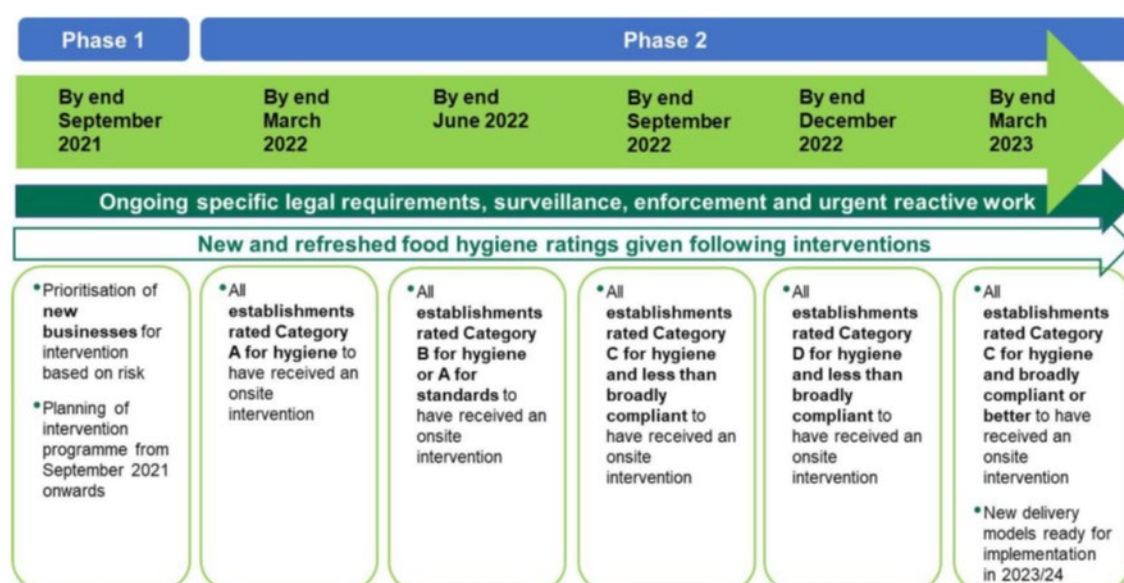 Phase 1
Phase 2
By end
September
2021
By end
March
2022
By end
June 2022
By end
September
2022
By end
December
2022
By end
March
2023
Ongoing specific legal requirements, surveillance, enforcement and urgent reactive work
New and refreshed food hygiene ratings given following interventions
•Prioritisation of
new
businesses for
intervention
based on risk
•Planning of
intervention
programme from
September 2021
onwards
•All
establishments
rated Category
A for hygiene to
have received an
onsite
intervention
•All
establishments
rated Category
B for hygiene
or A for
standards to
have received an
onsite
intervention
•All
establishments
rated Category
C for hygiene
and less than
broadly
compliant to
have received an
onsite
intervention
•All
establishments
rated Category
D for hygiene
and less than
broadly
compliant to
have received an
onsite
intervention
•All
establishments
rated Category
C for hygiene
and broadly
compliant or
better to have
received an
onsite
intervention
•New delivery
models ready for
implementation
in 2023/24